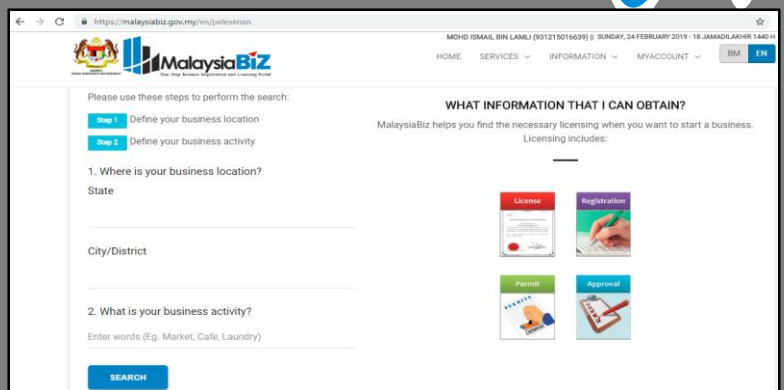 https://malaysiabiz.gov.my/en/pelesenan
MOHD ISMAIL BIN LAMLI (931215016639) :: SUNDAY, 24 FEBRUARY 2019 - 18 JAMADILAKHIR 1440 H
MalaysiaBiz
One Stop Business Registration and Licensing Portal
HOME SERVICES INFORMATION MYACCOUNT BM EN
Please use these steps to perform the search:
Step 1 Define your business location
Step 2 Define your business activity
1. Where is your business location?
State
City/District
2. What is your business activity?
Enter words (Eg. Market, Cafe, Laundry)
SEARCH
WHAT INFORMATION THAT I CAN OBTAIN?
MalaysiaBiz helps you find the necessary licensing when you want to start a business.
Licensing includes:
License Registration
Permit Approval
PERMITS